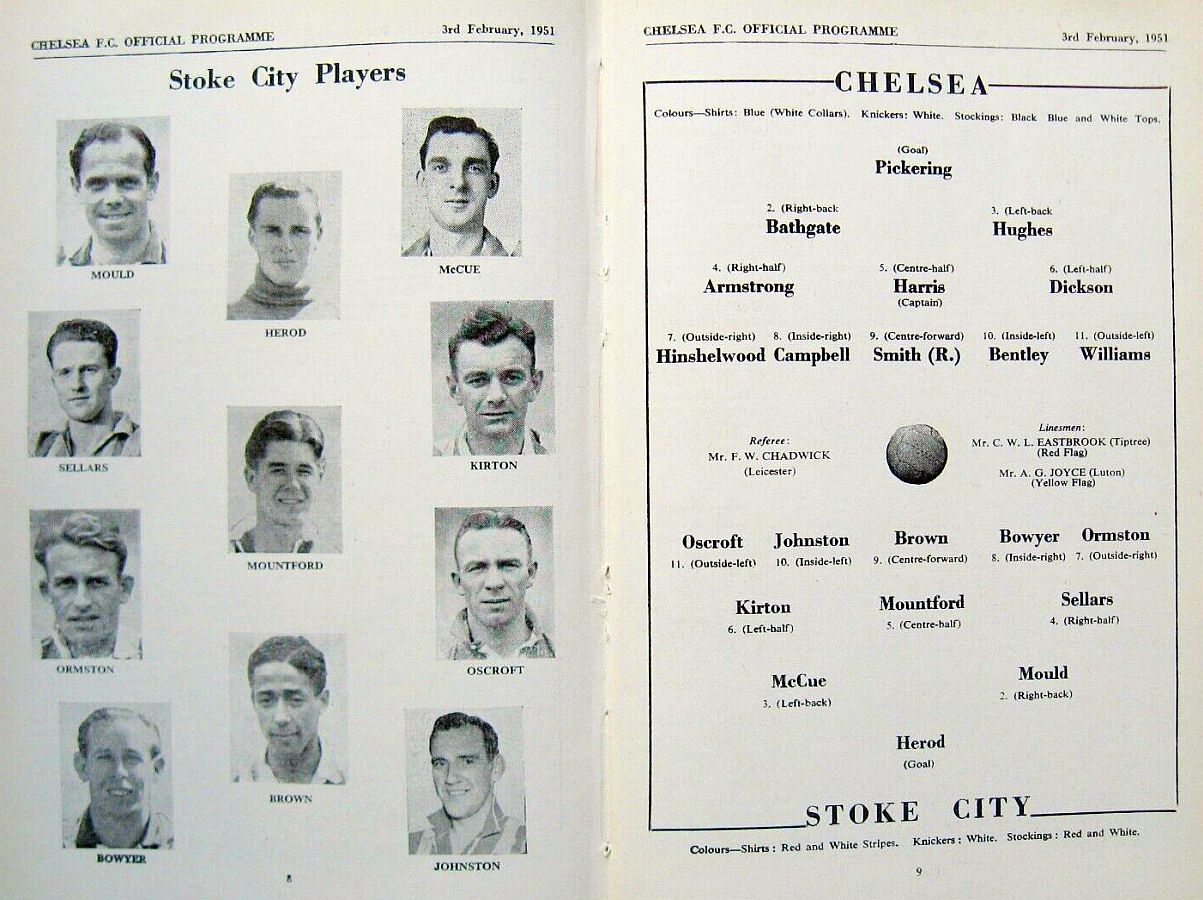 CHELSEA F.C. OFFICIAL PROGRAMME 3rd February, 1951
Stoke City Players
MOULD
HEROD
McCUE
SELLARS
MOUNTFORD
KIRTON
ORMSTON
BROWN
OSCROFT
BOWYER
JOHNSTON
8
CHELSEA F.C. OFFICIAL PROGRAMME 3rd February, 1951
CHELSEA
Colours—Shirts: Blue (White Collars). Knickers: White. Stockings: Black Blue and White Tops.
(Goal)
Pickering
2. (Right-back 3. (Left-back
Bathgate Hughes
4. (Right-half) 5. (Centre-half) 6. (Left-half)
Armstrong Harris Dickson
(Captain)
7. (Outside-right) 8. (Inside-right) 9. (Centre-forward) 10. (Inside-left) 11. (Outside-left)
Hinshelwood Campbell Smith (R.) Bentley Williams
Referee:
Mr. F. W. CHADWICK
(Leicester)
Linesmen:
Mr. C. W. L. EASTBROOK (Tiptree)
(Red Flag)
Mr. A. G. JOYCE (Luton)
(Yellow Flag)
Oscroft Johnston Brown Bowyer Ormston
11. (Outside-left) 10. (Inside-left) 9. (Centre-forward) 8. (Inside-right) 7. (Outside-right)
Kirton Mountford Sellars
6. (Left-half) 5. (Centre-half) 4. (Right-half)
McCue Mould
3. (Left-back) 2. (Right-back)
Herod
(Goal)
STOKE CITY
Colours—Shirts: Red and White Stripes. Knickers: White. Stockings: Red and White.
9